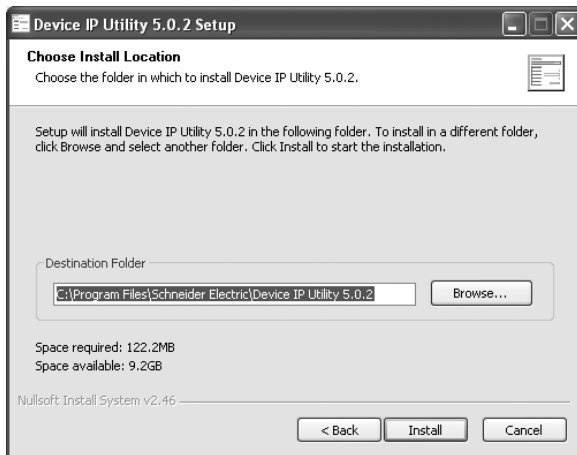 Device IP Utility 5.0.2 Setup
Choose Install Location
Choose the folder in which to install Device IP Utility 5.0.2.
Setup will install Device IP Utility 5.0.2 in the following folder. To install in a different folder,
click Browse and select another folder. Click Install to start the installation.
Destination Folder
C:\Program Files\Schneider Electric\Device IP Utility 5.0.2
Browse...
Space required: 122.2MB
Space available: 9.2GB
Nullsoft Install System v2.46
< Back
Install
Cancel